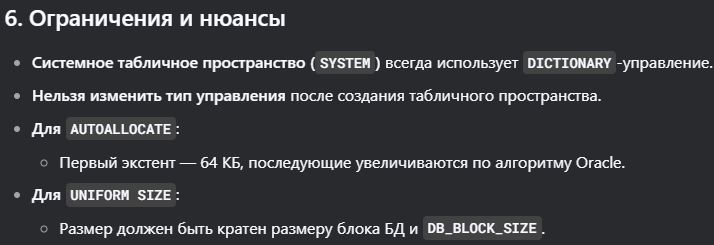 6. Ограничения и нюансы
• Системное табличное пространство (SYSTEM) всегда использует DICTIONARY-управление.
• Нельзя изменить тип управления после создания табличного пространства.
• Для AUTOALLOCATE:
○ Первый экстент — 64 КБ, последующие увеличиваются по алгоритму Oracle.
• Для UNIFORM SIZE:
○ Размер должен быть кратен размеру блока БД и DB_BLOCK_SIZE.